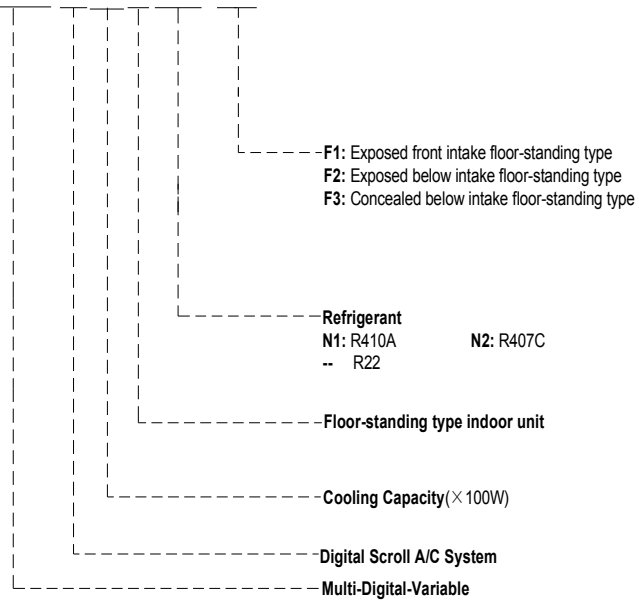 F1: Exposed front intake floor-standing type
F2: Exposed below intake floor-standing type
F3: Concealed below intake floor-standing type
Refrigerant
N1: R410A N2: R407C
-- R22
Floor-standing type indoor unit
Cooling Capacity(×100W)
Digital Scroll A/C System
Multi-Digital-Variable